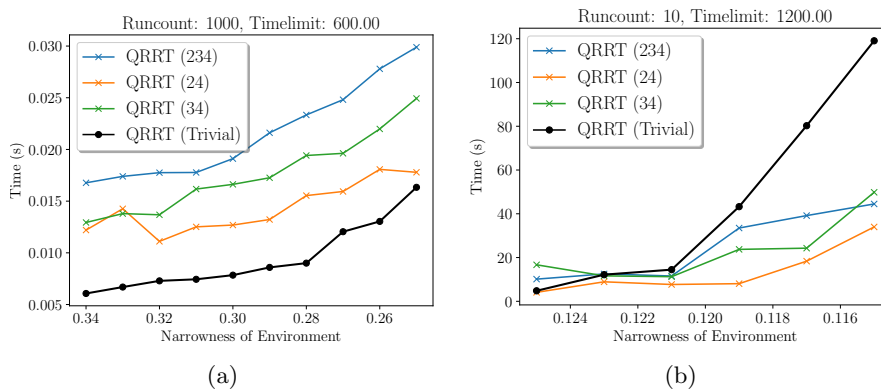 Runcount: 1000, Timelimit: 600.00
0.030
0.025
0.020
0.015
0.010
0.005
Time (s)
QRRT (234)
QRRT (24)
QRRT (34)
QRRT (Trivial)
0.34 0.32 0.30 0.28 0.26
Narrowness of Environment
(a)
Runcount: 10, Timelimit: 1200.00
120
100
80
60
40
20
0
Time (s)
QRRT (234)
QRRT (24)
QRRT (34)
QRRT (Trivial)
0.124 0.122 0.120 0.118 0.116
Narrowness of Environment
(b)